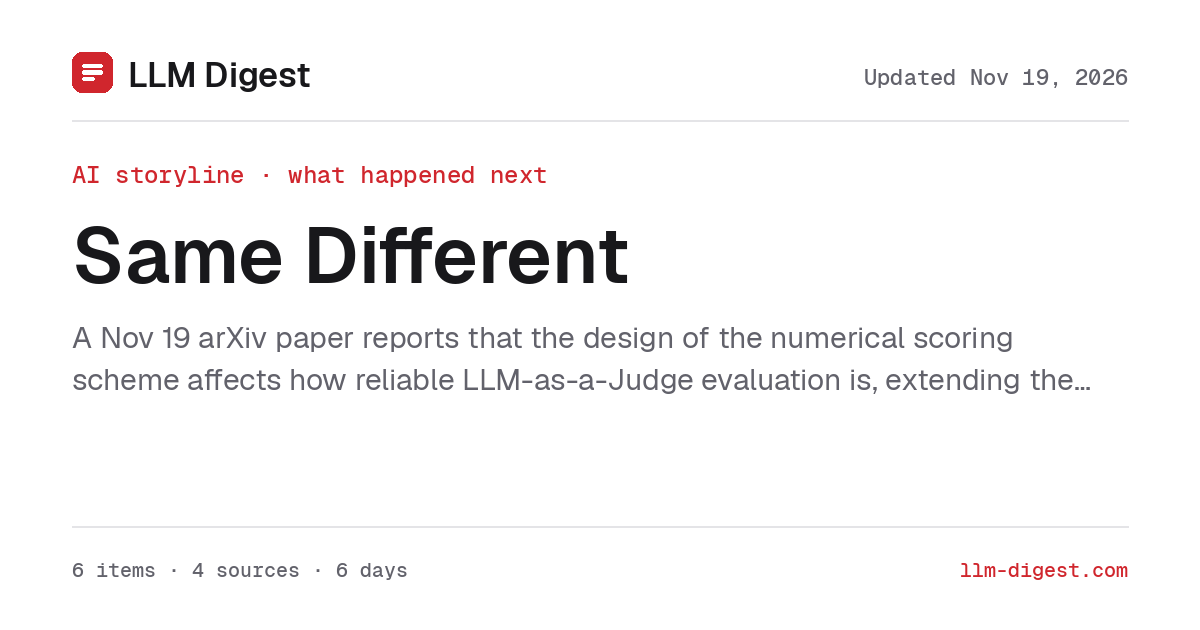 LLM Digest
Updated Nov 19, 2026
AI storyline · what happened next
Same Different
A Nov 19 arXiv paper reports that the design of the numerical scoring
scheme affects how reliable LLM-as-a-Judge evaluation is, extending the…
6 items · 4 sources · 6 days
llm-digest.com